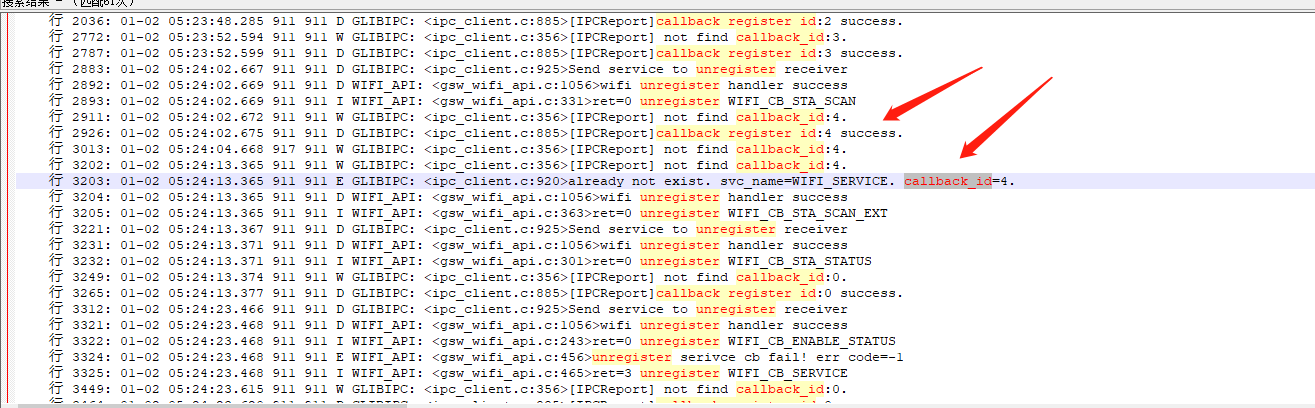 搜索结果 - (匹配61次)
行 2036: 01-02 05:23:48.285 911 911 D GLIBIPC: <ipc_client.c:885>[IPCReport]callback register id:2 success.
行 2772: 01-02 05:23:52.594 911 911 W GLIBIPC: <ipc_client.c:356>[IPCReport] not find callback_id:3.
行 2787: 01-02 05:23:52.599 911 911 D GLIBIPC: <ipc_client.c:885>[IPCReport]callback register id:3 success.
行 2883: 01-02 05:24:02.667 911 911 D GLIBIPC: <ipc_client.c:925>Send service to unregister receiver
行 2892: 01-02 05:24:02.669 911 911 D WIFI_API: <gsw_wifi_api.c:1056>wifi unregister handler success
行 2893: 01-02 05:24:02.669 911 911 I WIFI_API: <gsw_wifi_api.c:331>ret=0 unregister WIFI_CB_STA_SCAN
行 2911: 01-02 05:24:02.672 911 911 W GLIBIPC: <ipc_client.c:356>[IPCReport] not find callback_id:4.
行 2926: 01-02 05:24:02.675 911 911 D GLIBIPC: <ipc_client.c:885>[IPCReport]callback register id:4 success.
行 3013: 01-02 05:24:04.668 917 911 W GLIBIPC: <ipc_client.c:356>[IPCReport] not find callback_id:4.
行 3202: 01-02 05:24:13.365 911 911 W GLIBIPC: <ipc_client.c:356>[IPCReport] not find callback_id:4.
行 3203: 01-02 05:24:13.365 911 911 E GLIBIPC: <ipc_client.c:920>already not exist. svc_name=WIFI_SERVICE. callback_id=4.
行 3204: 01-02 05:24:13.365 911 911 D WIFI_API: <gsw_wifi_api.c:1056>wifi unregister handler success
行 3205: 01-02 05:24:13.365 911 911 I WIFI_API: <gsw_wifi_api.c:363>ret=0 unregister WIFI_CB_STA_SCAN_EXT
行 3221: 01-02 05:24:13.367 911 911 D GLIBIPC: <ipc_client.c:925>Send service to unregister receiver
行 3231: 01-02 05:24:13.371 911 911 D WIFI_API: <gsw_wifi_api.c:1056>wifi unregister handler success
行 3232: 01-02 05:24:13.371 911 911 I WIFI_API: <gsw_wifi_api.c:301>ret=0 unregister WIFI_CB_STA_STATUS
行 3249: 01-02 05:24:13.374 911 911 W GLIBIPC: <ipc_client.c:356>[IPCReport] not find callback_id:0.
行 3265: 01-02 05:24:13.377 911 911 D GLIBIPC: <ipc_client.c:885>[IPCReport]callback register id:0 success.
行 3312: 01-02 05:24:23.466 911 911 D GLIBIPC: <ipc_client.c:925>Send service to unregister receiver
行 3321: 01-02 05:24:23.468 911 911 D WIFI_API: <gsw_wifi_api.c:1056>wifi unregister handler success
行 3322: 01-02 05:24:23.468 911 911 I WIFI_API: <gsw_wifi_api.c:243>ret=0 unregister WIFI_CB_ENABLE_STATUS
行 3324: 01-02 05:24:23.468 911 911 E WIFI_API: <gsw_wifi_api.c:456>unregister serivce cb fail! err code=-1
行 3325: 01-02 05:24:23.468 911 911 I WIFI_API: <gsw_wifi_api.c:465>ret=3 unregister WIFI_CB_SERVICE
行 3449: 01-02 05:24:23.615 911 911 W GLIBIPC: <ipc_client.c:356>[IPCReport] not find callback_id:0.